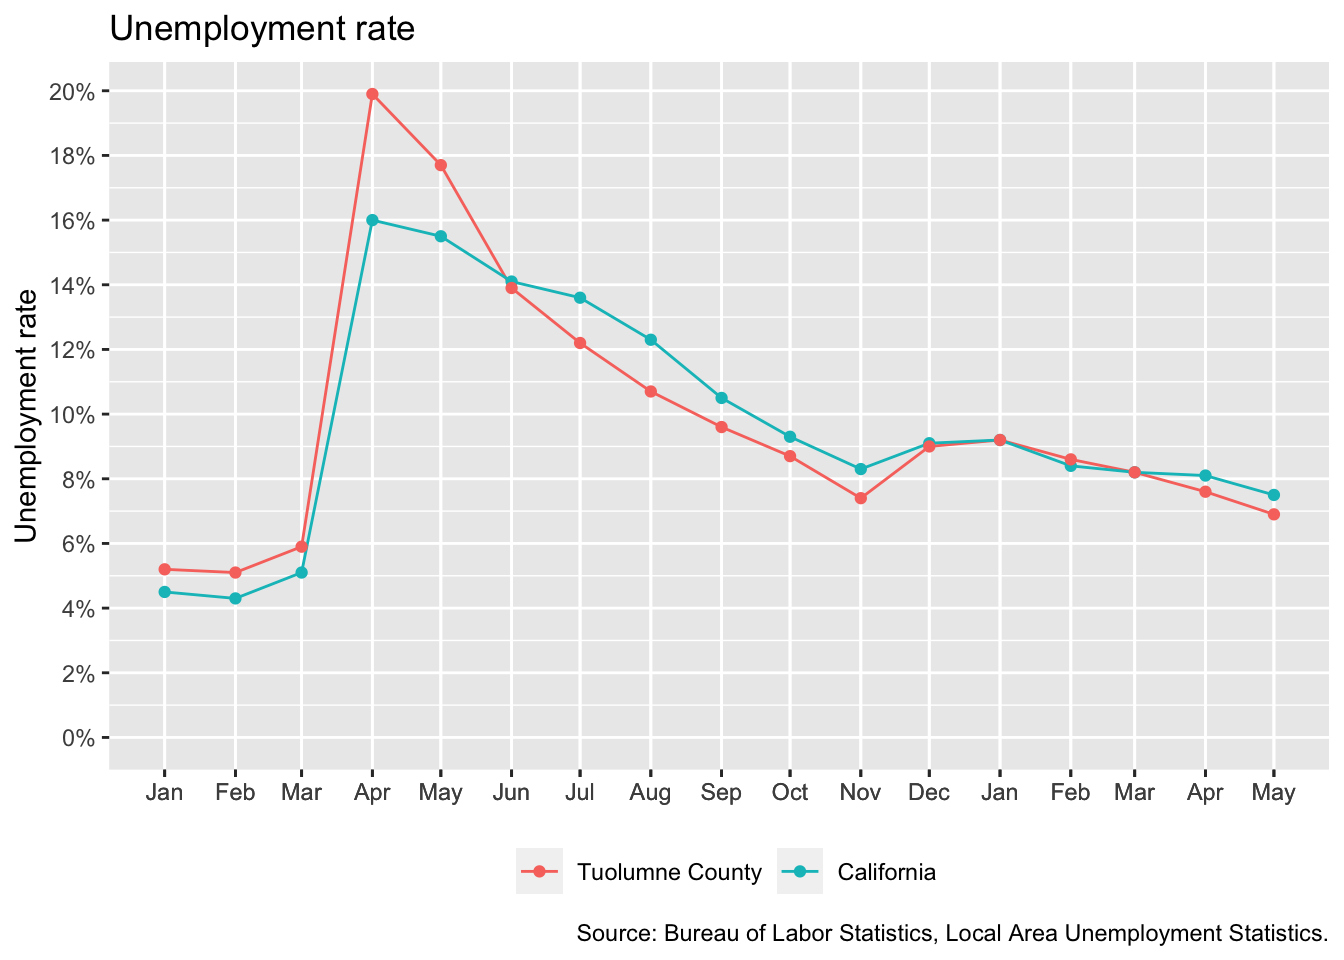 Unemployment rate
Unemployment rate
20%
18%
16%
14%
12%
10%
8%
6%
4%
2%
0%
Jan Feb Mar Apr May Jun Jul Aug Sep Oct Nov Dec Jan Feb Mar Apr May
Tuolumne County California
Source: Bureau of Labor Statistics, Local Area Unemployment Statistics.